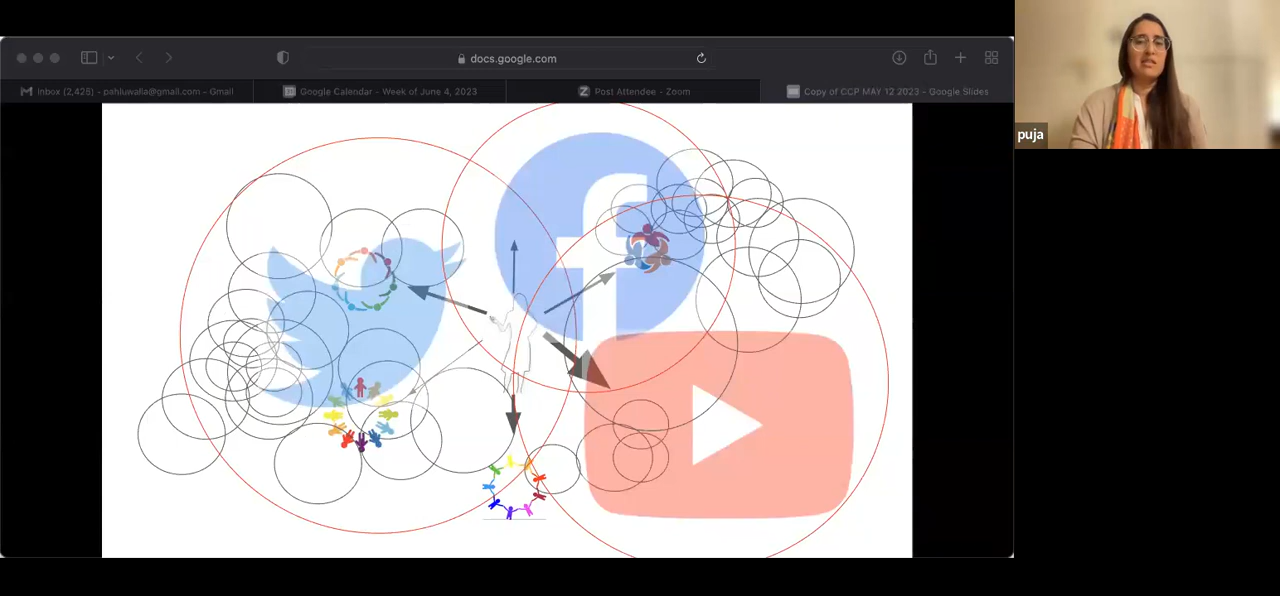 docs.google.com
Inbox (2,425) - pahluwalla@gmail.com - Gmail
Google Calendar - Week of June 4, 2023
Post Attendee - Zoom
Copy of CCP MAY 12 2023 - Google Slides
puja